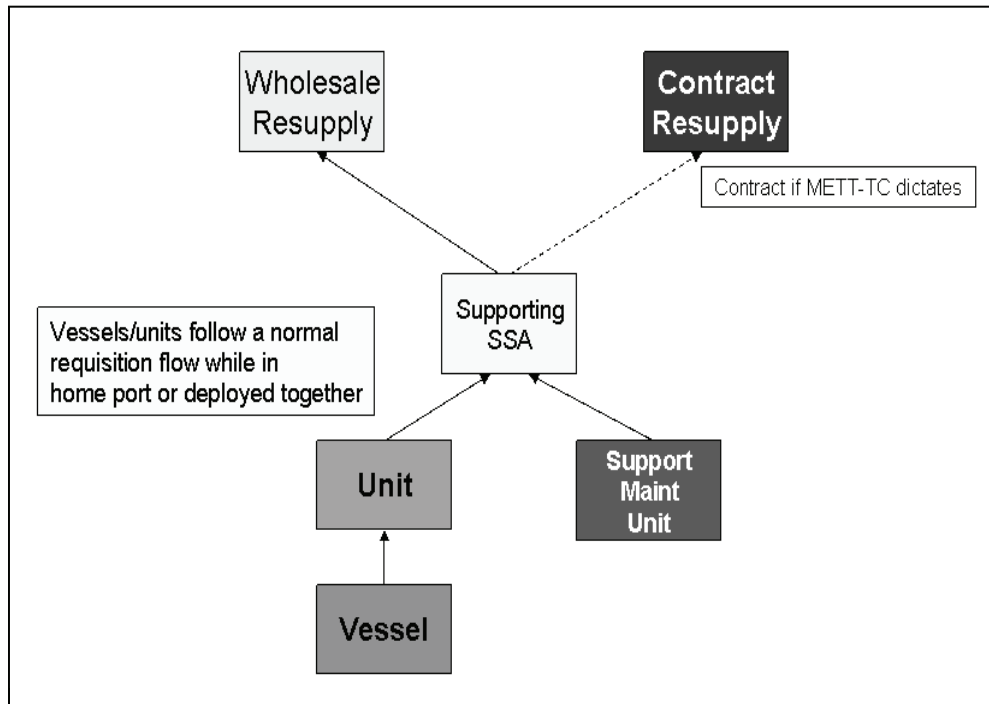 Wholesale
Resupply
Contract
Resupply
Contract if METT-TC dictates
Supporting
SSA
Vessels/units follow a normal
requisition flow while in
home port or deployed together
Unit
Support
Maint
Unit
Vessel